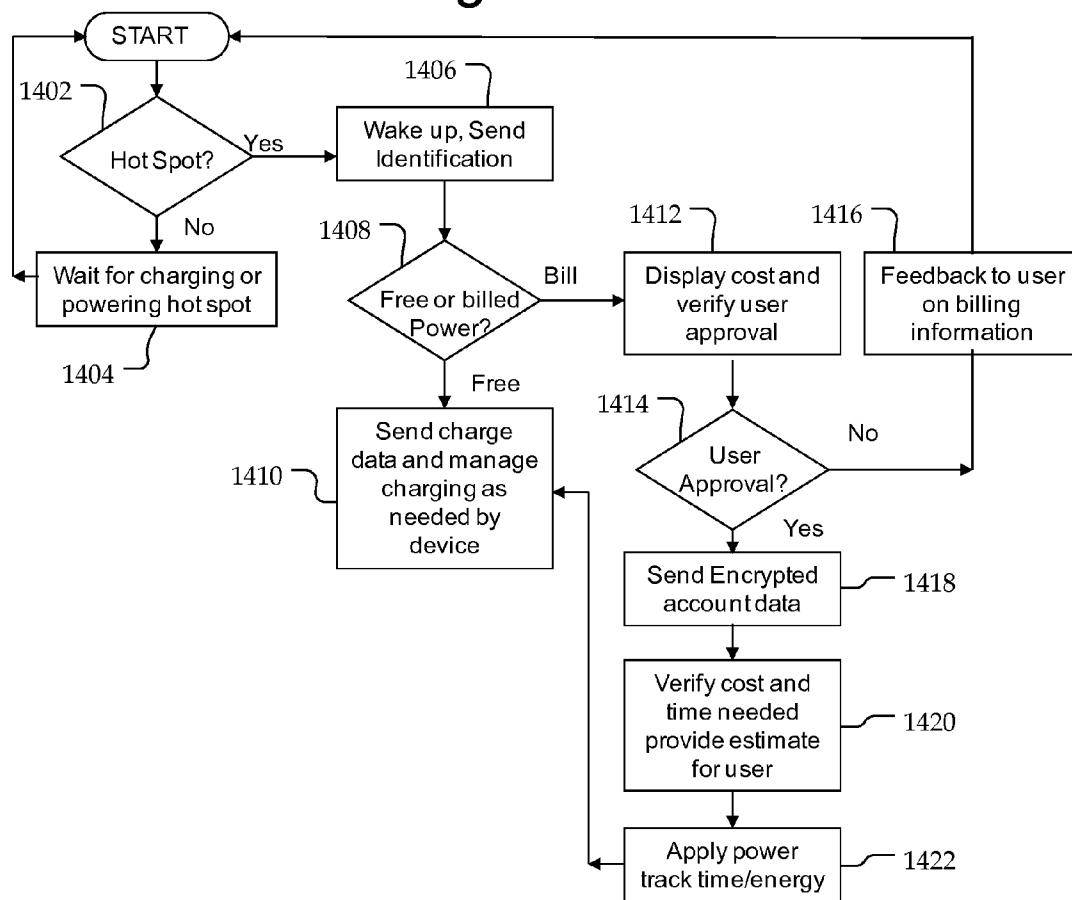 START
1402
Hot Spot?
Yes
No
Wait for charging or
powering hot spot
1404
1406
Wake up, Send
Identification
1408
Free or billed
Power?
Bill
Free
1410
Send charge
data and manage
charging as
needed by
device
1412
Display cost and
verify user
approval
1416
Feedback to user
on billing
information
1414
User
Approval?
No
Yes
Send Encrypted
account data
1418
Verify cost and
time needed
provide estimate
for user
1420
Apply power
track time/energy
1422